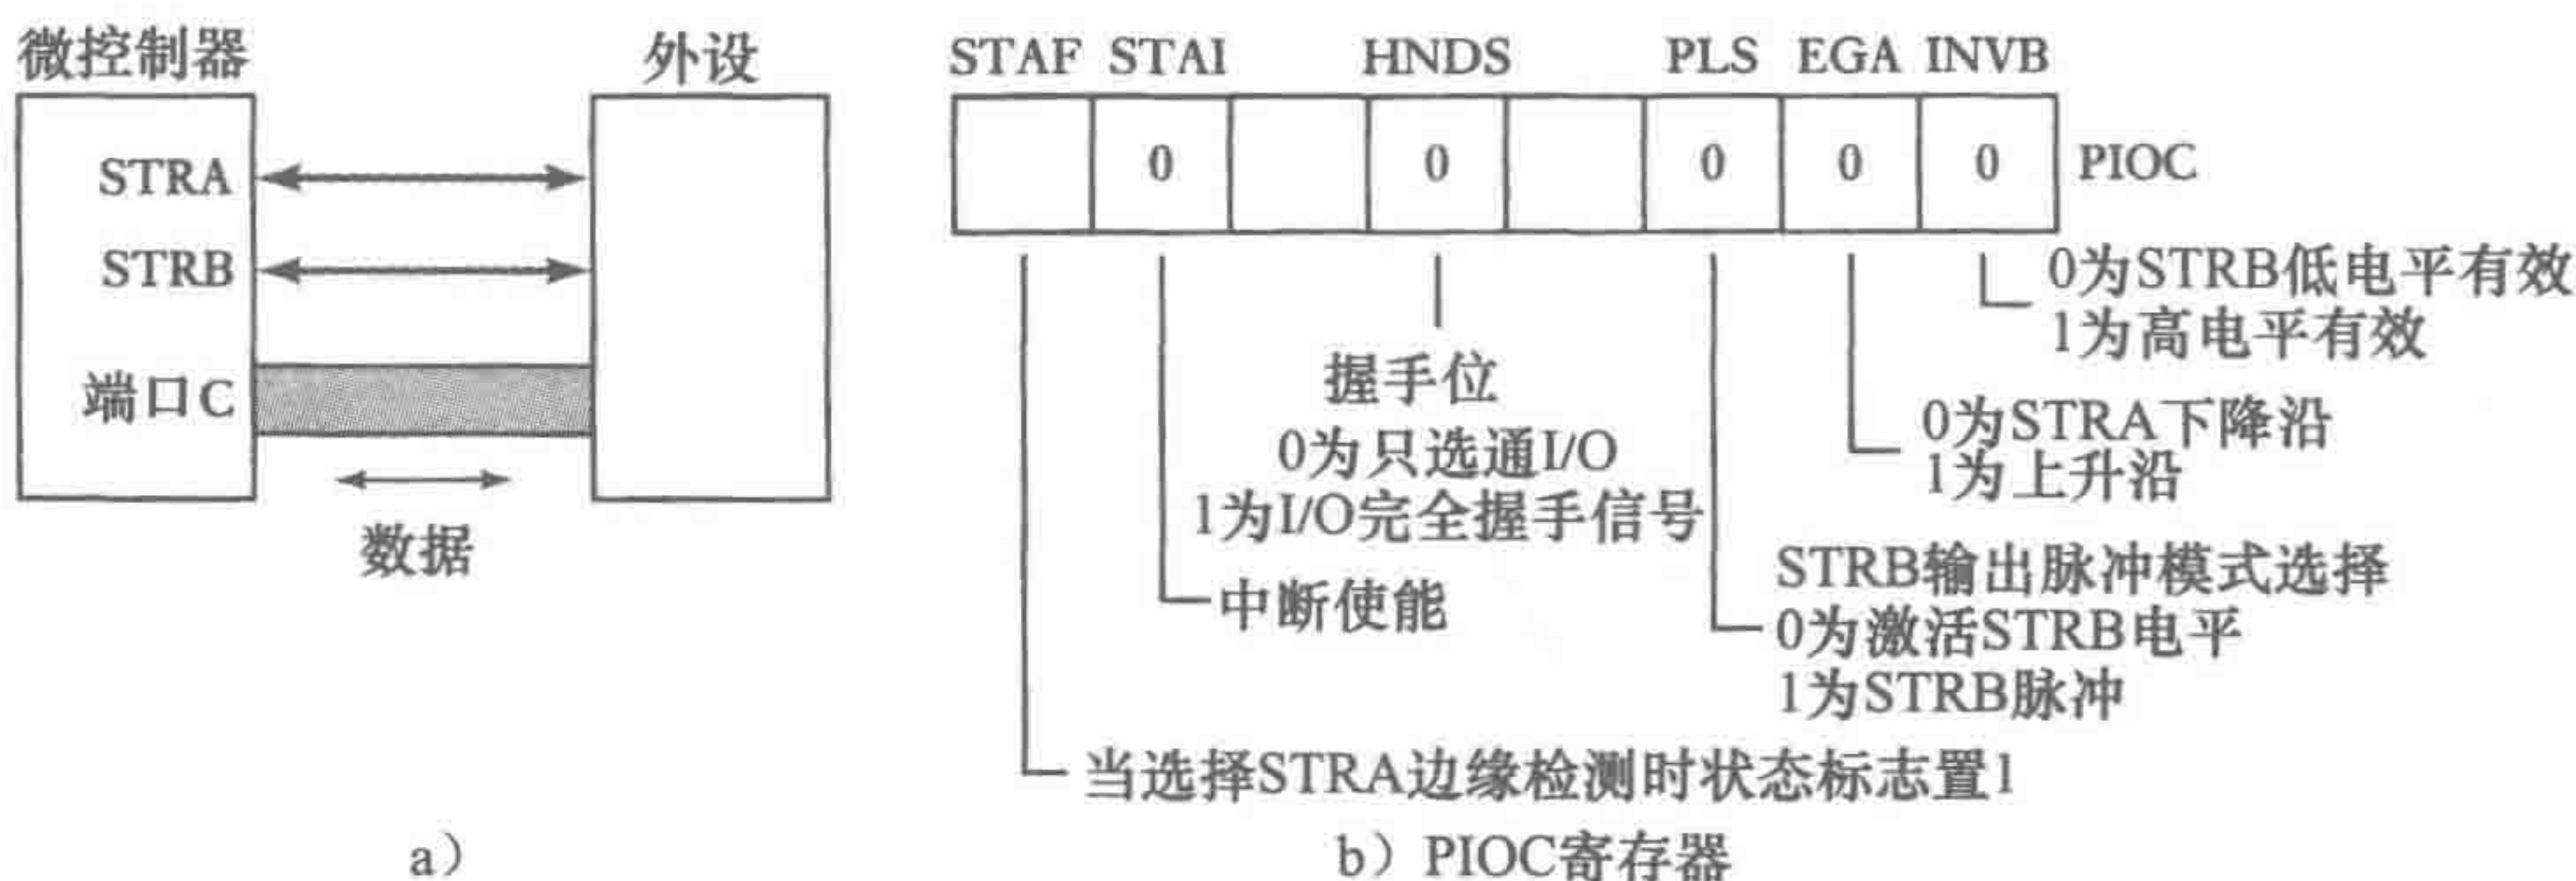 微控制器
外设
STRA
STRB
端口C
数据
a）
STAF STAI HNDS PLS EGA INVB
0 0 0 0 0
PIOC
0为STRB低电平有效
1为高电平有效
0为STRA下降沿
1为上升沿
握手位
0为只选通I/O
1为I/O完全握手信号
STRB输出脉冲模式选择
0为激活STRB电平
1为STRB脉冲
中断使能
当选择STRA边缘检测时状态标志置1
b）PIOC寄存器